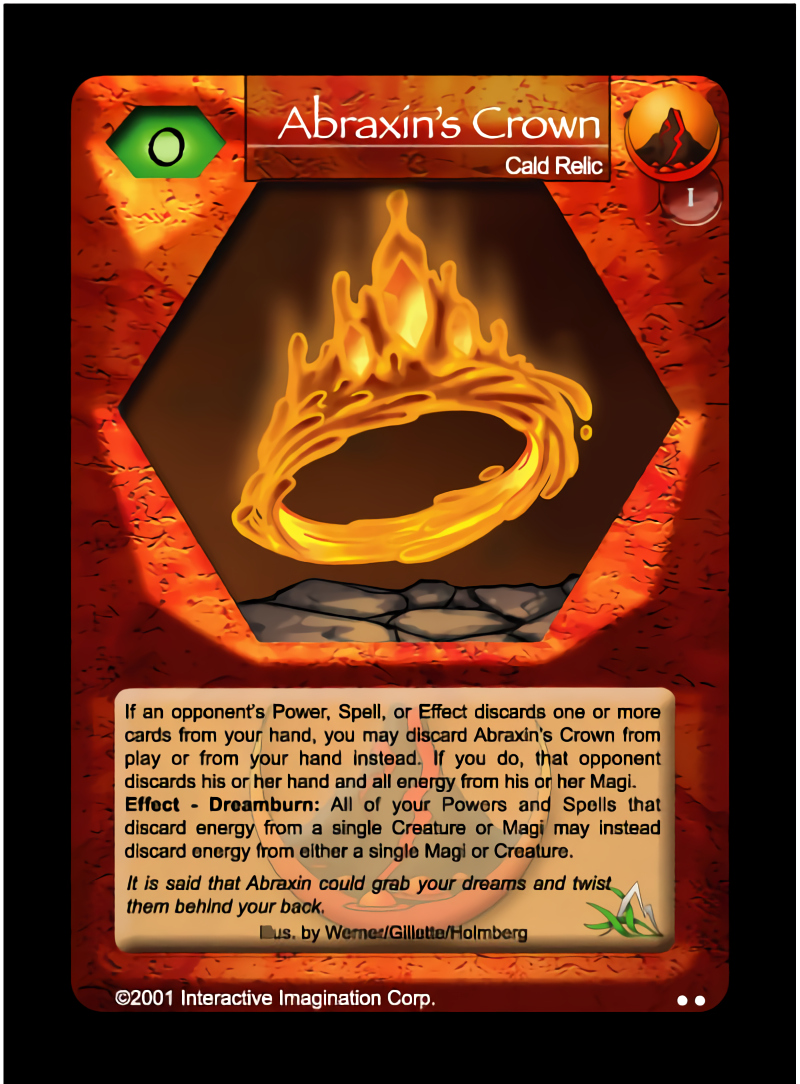 0
Abraxin's Crown
Cald Relic
I
If an opponent's Power, Spell, or Effect discards one or more
cards from your hand, you may discard Abraxin's Crown from
play or from your hand instead. If you do, that opponent
discards his or her hand and all energy from his or her Magi.
Effect - Dreamburn: All of your Powers and Spells that
discard energy from a single Creature or Magi may instead
discard energy from either a single Magi or Creature.
It is said that Abraxin could grab your dreams and twist
them behind your back.
Illus. by Werner/Gillotte/Holmberg
©2001 Interactive Imagination Corp.